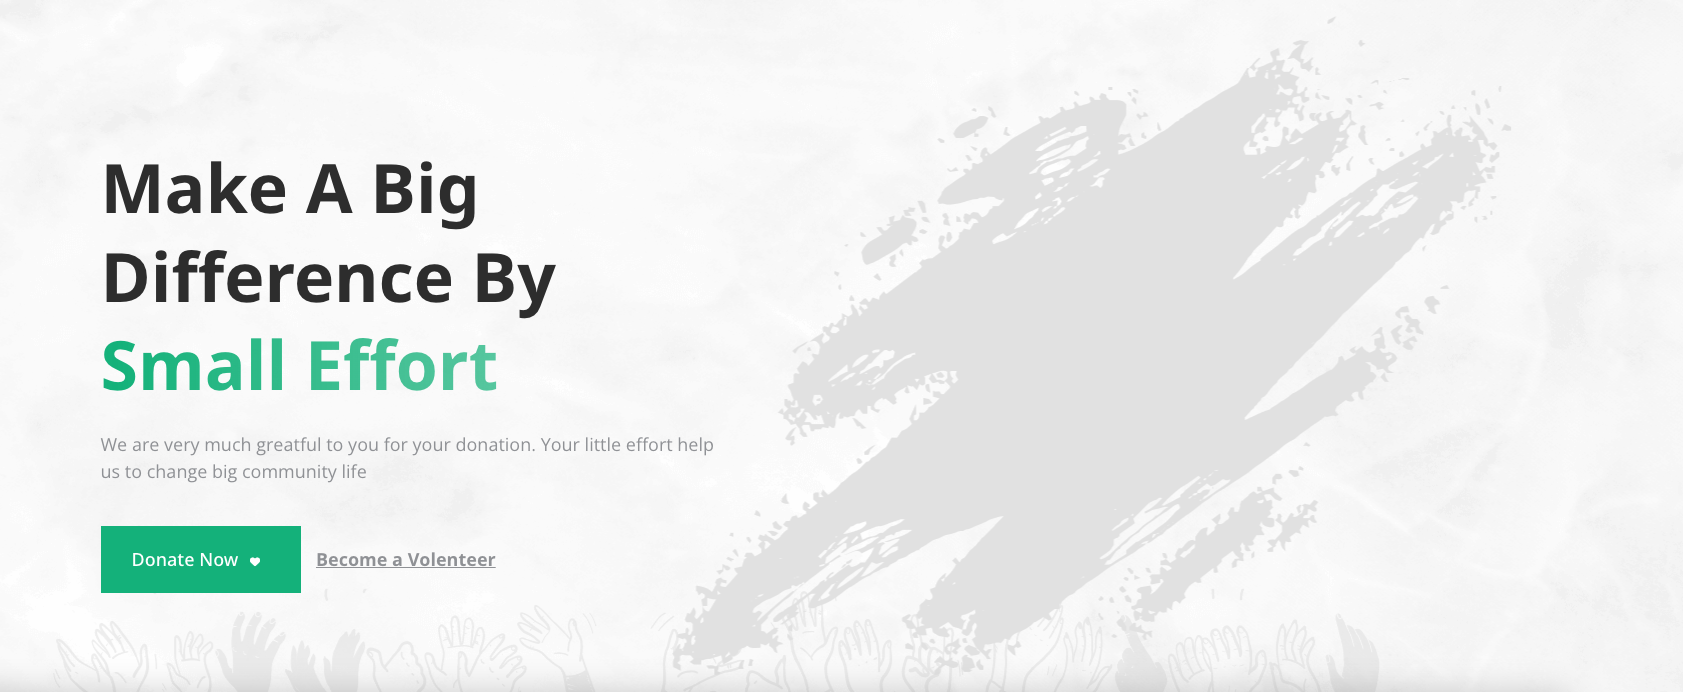 Make A Big
Difference By
Small Effort
We are very much greatful to you for your donation. Your little effort help
us to change big community life
Donate Now
Become a Volenteer